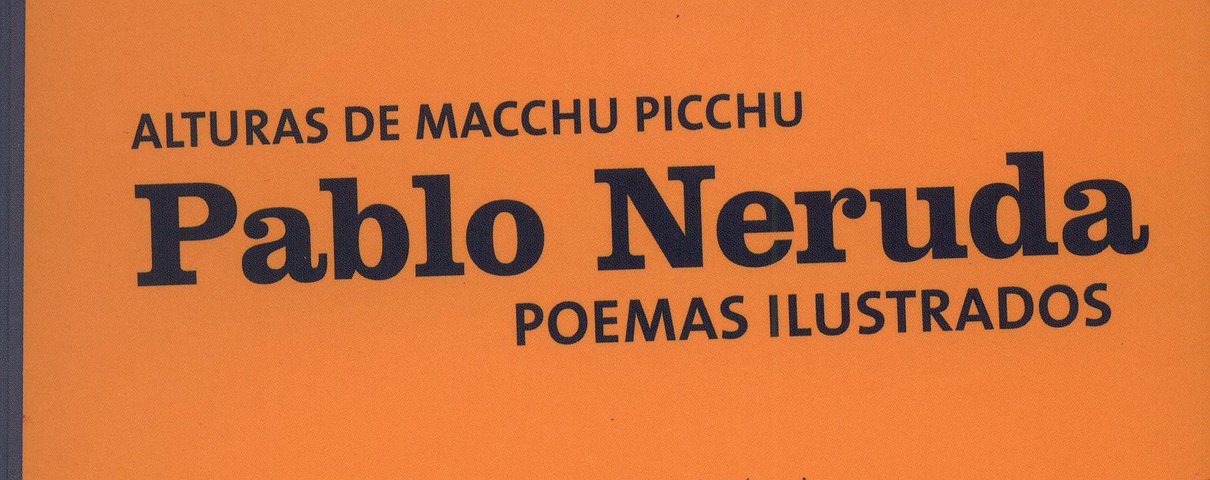 ALTURAS DE MACCHU PICCHU
Pablo Neruda
POEMAS ILUSTRADOS